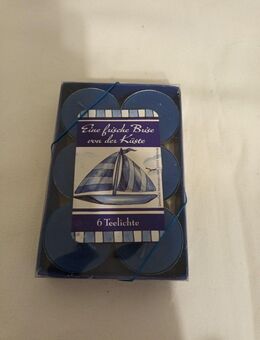 Eine frische Brise
von der Küste
6 Teelichte